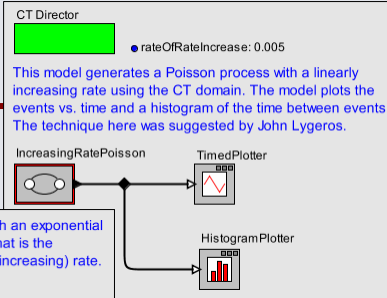 CT Director
rateOfRateIncrease: 0.005
This model generates a Poisson process with a linearly
increasing rate using the CT domain. The model plots the
events vs. time and a histogram of the time between events
The technique here was suggested by John Lygeros.
IncreasingRatePoisson
TimedPlotter
an exponential
is the
increasing) rate.
HistogramPlotter